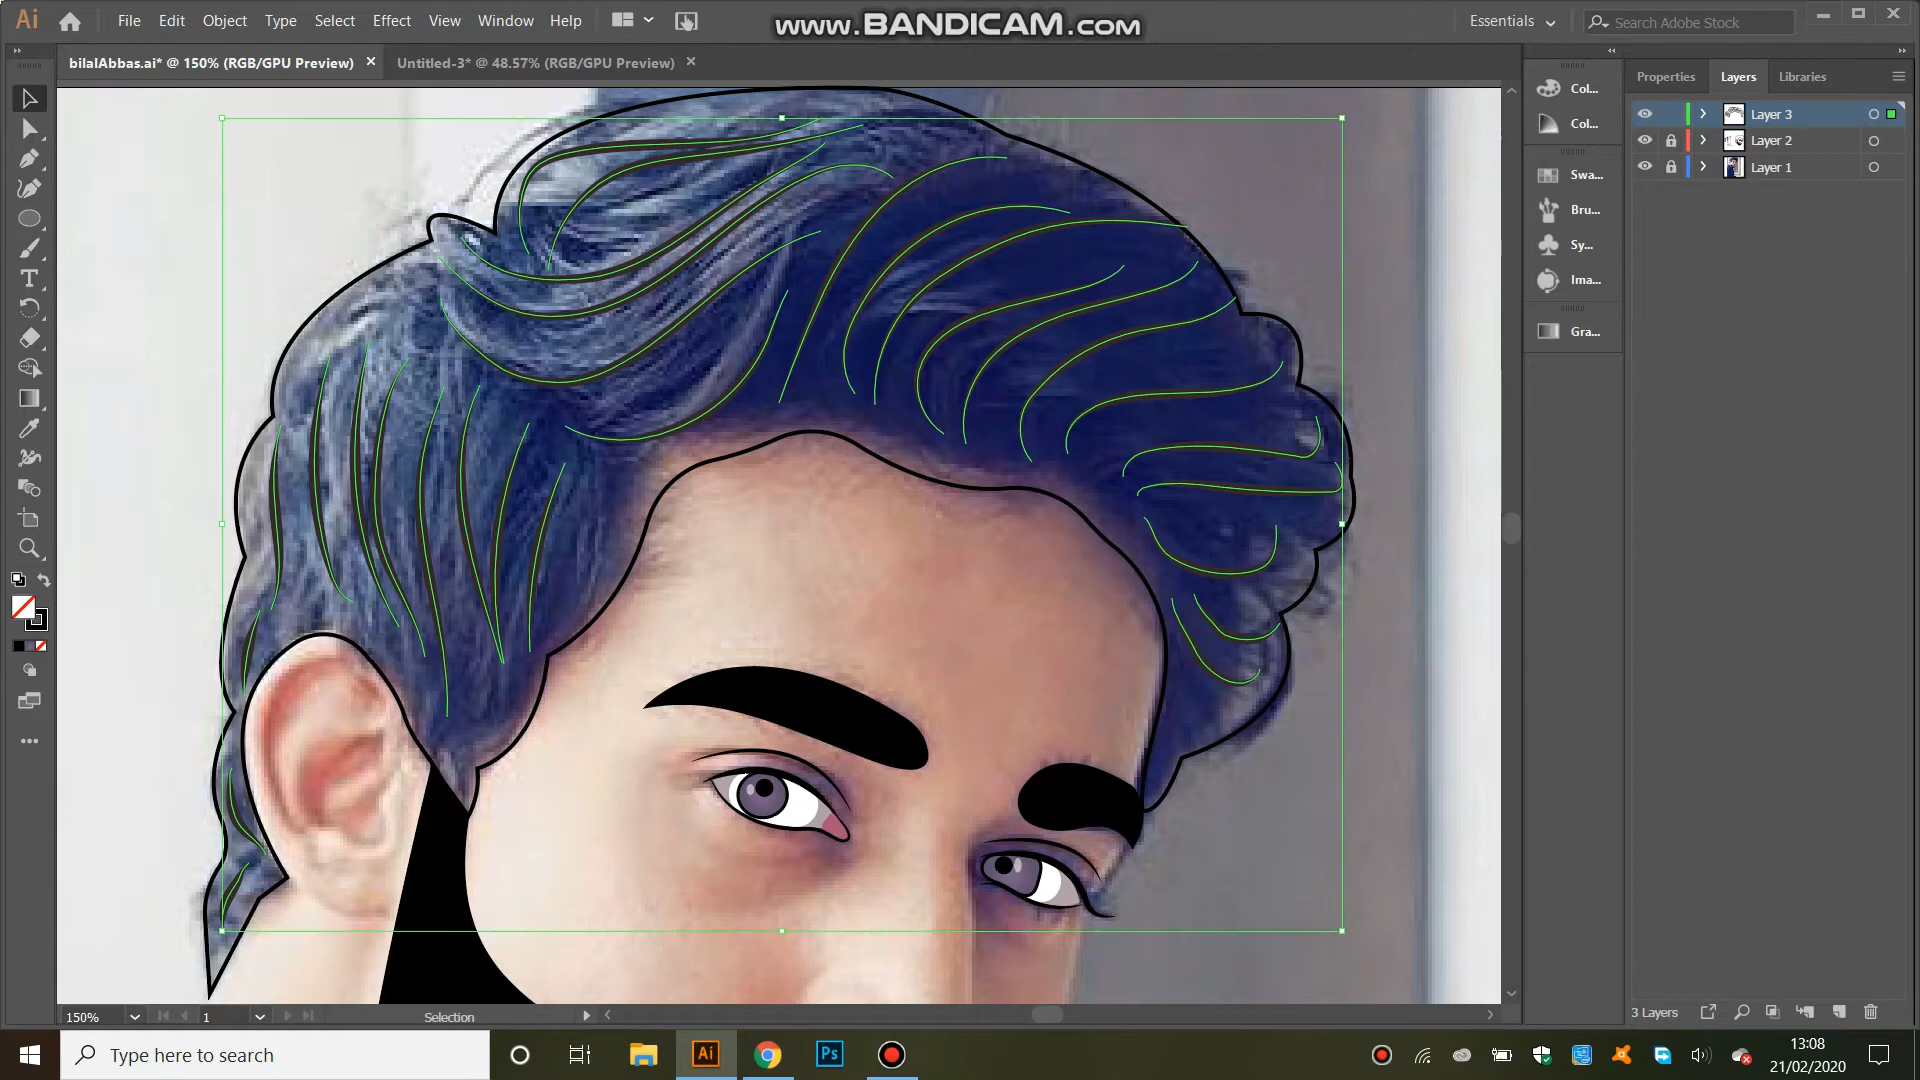 Ai
File Edit Object Type Select Effect View Window Help
www.BANDICAM.com
Essentials
Search Adobe Stock
bilalAbbas.ai* @ 150% (RGB/GPU Preview)
Untitled-3* @ 48.57% (RGB/GPU Preview)
Properties Layers Libraries
Col...
Col...
Swa...
Bru...
Sy...
Ima...
Gra...
Layer 3
Layer 2
Layer 1
150%
1
Selection
3 Layers
Type here to search
Ai
Ps
13:08
21/02/2020